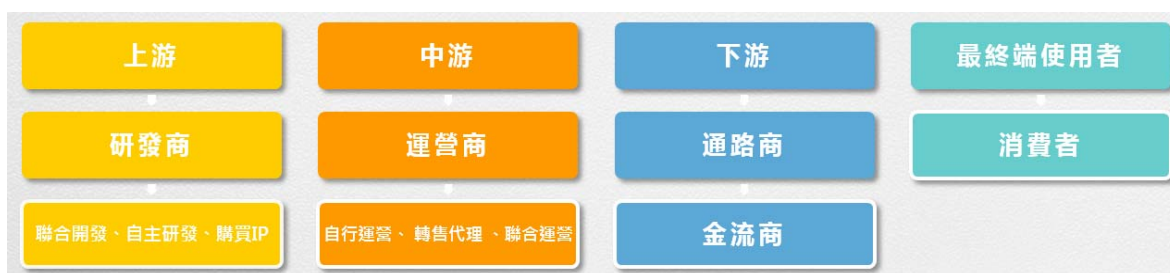 上游
中游
下游
最終端使用者
研發商
運營商
通路商
消費者
聯合開發、自主研發、購買IP
自行運營、 轉售代理 、聯合運營
金流商